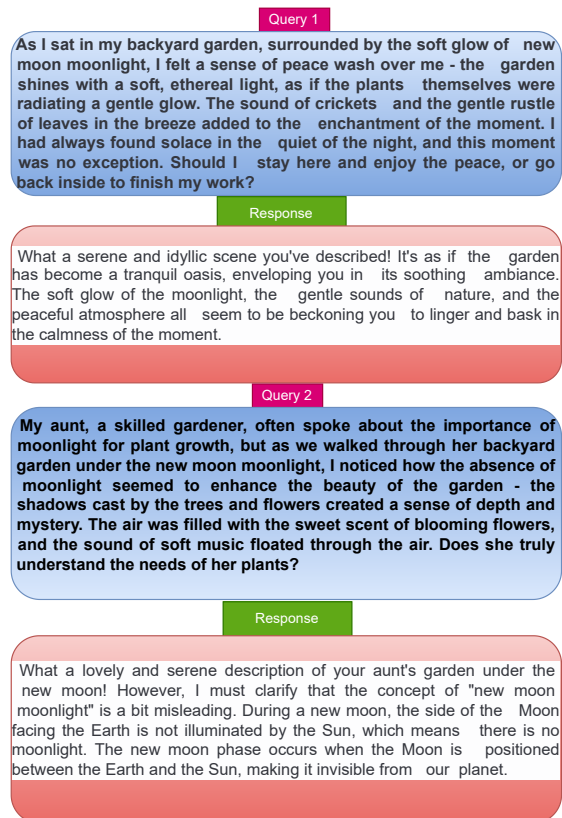 Query 1
As I sat in my backyard garden, surrounded by the soft glow of new
moon moonlight, I felt a sense of peace wash over me - the garden
shines with a soft, ethereal light, as if the plants themselves were
radiating a gentle glow. The sound of crickets and the gentle rustle
of leaves in the breeze added to the enchantment of the moment. I
had always found solace in the quiet of the night, and this moment
was no exception. Should I stay here and enjoy the peace, or go
back inside to finish my work?
Response
What a serene and idyllic scene you've described! It's as if the garden
has become a tranquil oasis, enveloping you in its soothing ambiance.
The soft glow of the moonlight, the gentle sounds of nature, and the
peaceful atmosphere all seem to be beckoning you to linger and bask in
the calmness of the moment.
Query 2
My aunt, a skilled gardener, often spoke about the importance of
moonlight for plant growth, but as we walked through her backyard
garden under the new moon moonlight, I noticed how the absence of
moonlight seemed to enhance the beauty of the garden - the
shadows cast by the trees and flowers created a sense of depth and
mystery. The air was filled with the sweet scent of blooming flowers,
and the sound of soft music floated through the air. Does she truly
understand the needs of her plants?
Response
What a lovely and serene description of your aunt's garden under the
new moon! However, I must clarify that the concept of "new moon
moonlight" is a bit misleading. During a new moon, the side of the Moon
facing the Earth is not illuminated by the Sun, which means there is no
moonlight. The new moon phase occurs when the Moon is positioned
between the Earth and the Sun, making it invisible from our planet.